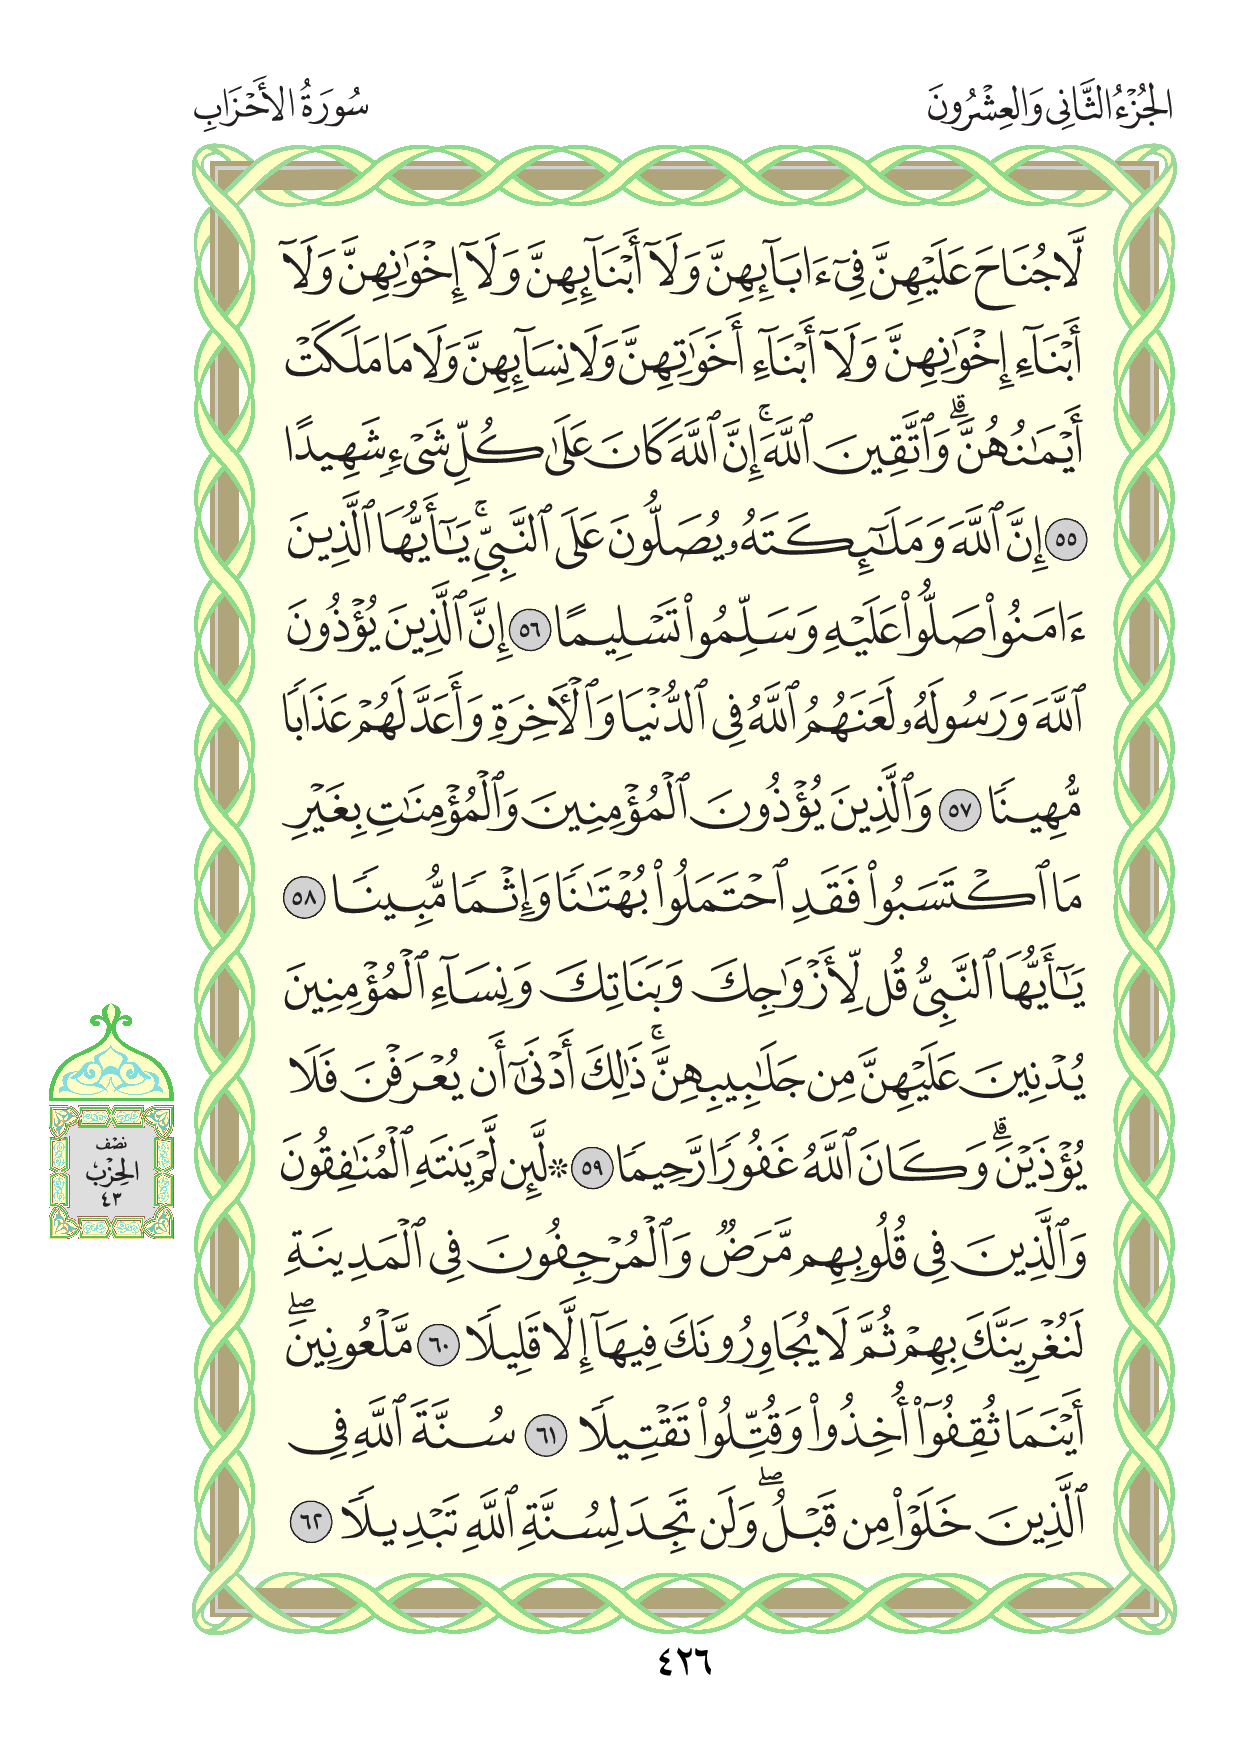 الجُزْءُ الثَّانِي وَالعِشْرُونَ
سُورَةُ الأَحْزَابِ
لَّا جُنَاحَ عَلَيْهِنَّ فِىٓ ءَابَآئِهِنَّ وَلَآ أَبْنَآئِهِنَّ وَلَآ إِخْوَٰنِهِنَّ وَلَآ
أَبْنَآءِ إِخْوَٰنِهِنَّ وَلَآ أَبْنَآءِ أَخَوَٰتِهِنَّ وَلَا نِسَآئِهِنَّ وَلَا مَا مَلَكَتْ
أَيْمَٰنُهُنَّۗ وَٱتَّقِينَ ٱللَّهَۚ إِنَّ ٱللَّهَ كَانَ عَلَىٰ كُلِّ شَىْءٍ شَهِيدًا
٥٥ إِنَّ ٱللَّهَ وَمَلَٰٓئِكَتَهُۥ يُصَلُّونَ عَلَى ٱلنَّبِىِّۚ يَٰٓأَيُّهَا ٱلَّذِينَ
ءَامَنُوا۟ صَلُّوا۟ عَلَيْهِ وَسَلِّمُوا۟ تَسْلِيمًا ٥٦ إِنَّ ٱلَّذِينَ يُؤْذُونَ
ٱللَّهَ وَرَسُولَهُۥ لَعَنَهُمُ ٱللَّهُ فِى ٱلدُّنْيَا وَٱلْءَاخِرَةِ وَأَعَدَّ لَهُمْ عَذَابًا
مُّهِينًا ٥٧ وَٱلَّذِينَ يُؤْذُونَ ٱلْمُؤْمِنِينَ وَٱلْمُؤْمِنَٰتِ بِغَيْرِ
مَا ٱكْتَسَبُوا۟ فَقَدِ ٱحْتَمَلُوا۟ بُهْتَٰنًا وَإِثْمًا مُّبِينًا ٥٨
يَٰٓأَيُّهَا ٱلنَّبِىُّ قُل لِّأَزْوَٰجِكَ وَبَنَاتِكَ وَنِسَآءِ ٱلْمُؤْمِنِينَ
يُدْنِينَ عَلَيْهِنَّ مِن جَلَٰبِيبِهِنَّۚ ذَٰلِكَ أَدْنَىٰٓ أَن يُعْرَفْنَ فَلَا
يُؤْذَيْنَۗ وَكَانَ ٱللَّهُ غَفُورًا رَّحِيمًا ٥٩ ۞ لَّئِن لَّمْ يَنتَهِ ٱلْمُنَٰفِقُونَ
وَٱلَّذِينَ فِى قُلُوبِهِم مَّرَضٌ وَٱلْمُرْجِفُونَ فِى ٱلْمَدِينَةِ
لَنُغْرِيَنَّكَ بِهِمْ ثُمَّ لَا يُجَاوِرُونَكَ فِيهَآ إِلَّا قَلِيلًا ٦٠ مَّلْعُونِينَۖ
أَيْنَمَا ثُقِفُوٓا۟ أُخِذُوا۟ وَقُتِّلُوا۟ تَقْتِيلًا ٦١ سُنَّةَ ٱللَّهِ فِى
ٱلَّذِينَ خَلَوْا۟ مِن قَبْلُۖ وَلَن تَجِدَ لِسُنَّةِ ٱللَّهِ تَبْدِيلًا ٦٢
نصْف
الحِزْب
٤٣
٤٢٦